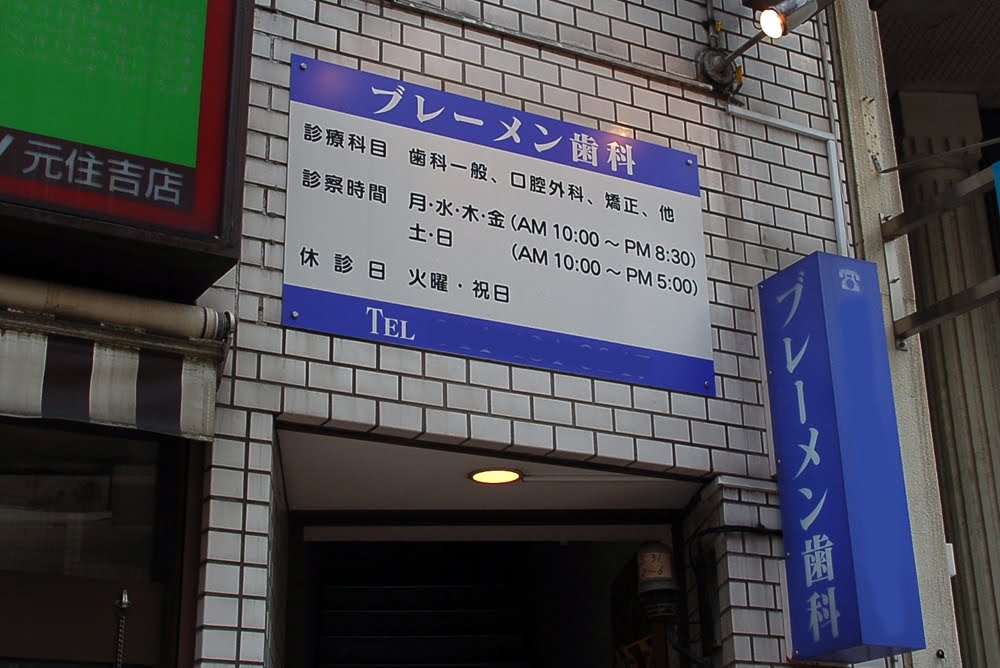 元住吉店
ブレーメン歯科
診療科目 歯科一般、口腔外科、矯正、他
診察時間 月・水・木・金 (AM 10:00 ～ PM 8:30)
土・日 (AM 10:00 ～ PM 5:00)
休診日 火曜・祝日
TEL
ブレーメン歯科